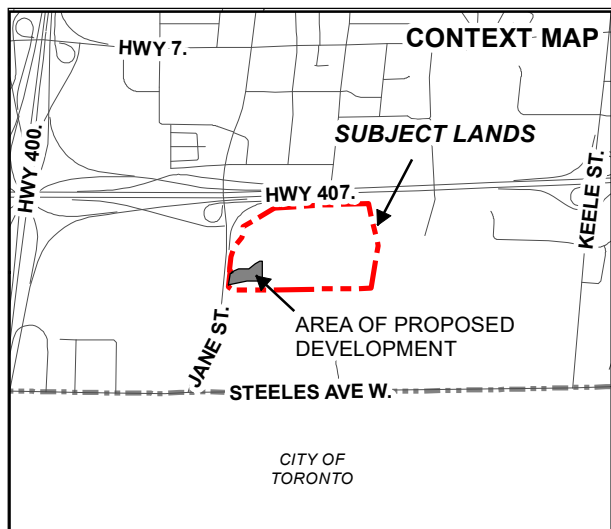 CONTEXT MAP
HWY 7.
SUBJECT LANDS
HWY 400.
KEELE ST.
HWY 407.
AREA OF PROPOSED
DEVELOPMENT
JANE ST.
STEELES AVE W.
CITY OF
TORONTO